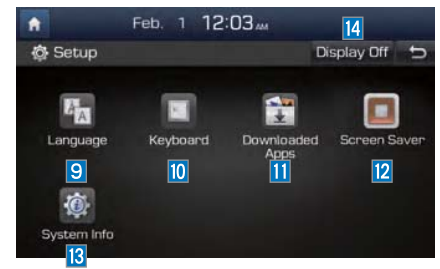 Feb. 1 12:03 AM
14
Setup Display Off
Language Keyboard Downloaded Apps Screen Saver
9 10 11 12
System Info
13